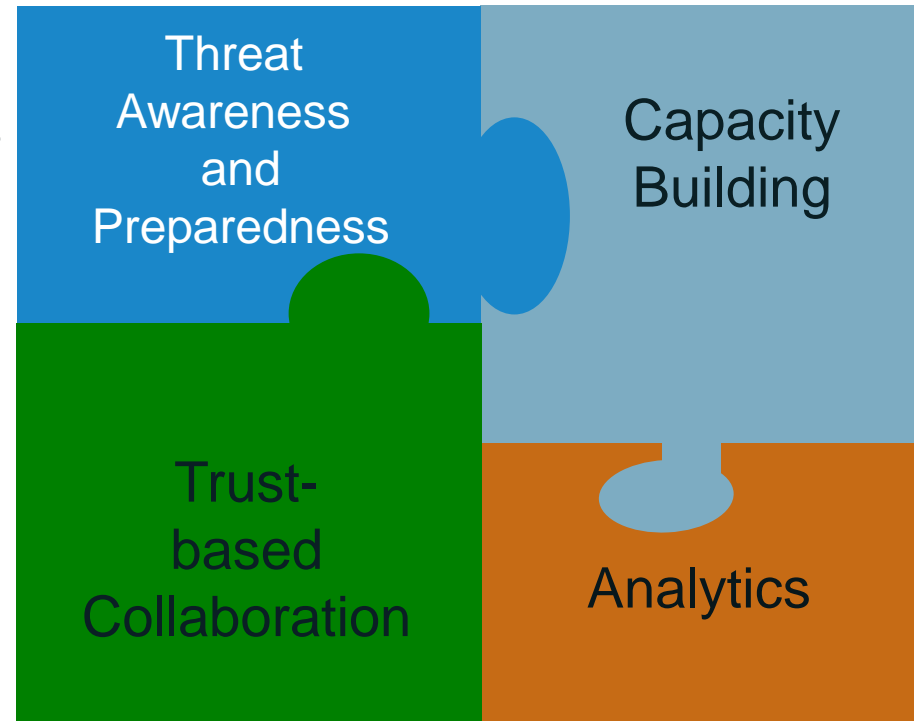 Threat
Awareness
and
Preparedness
Capacity
Building
Trust-
based
Collaboration
Analytics